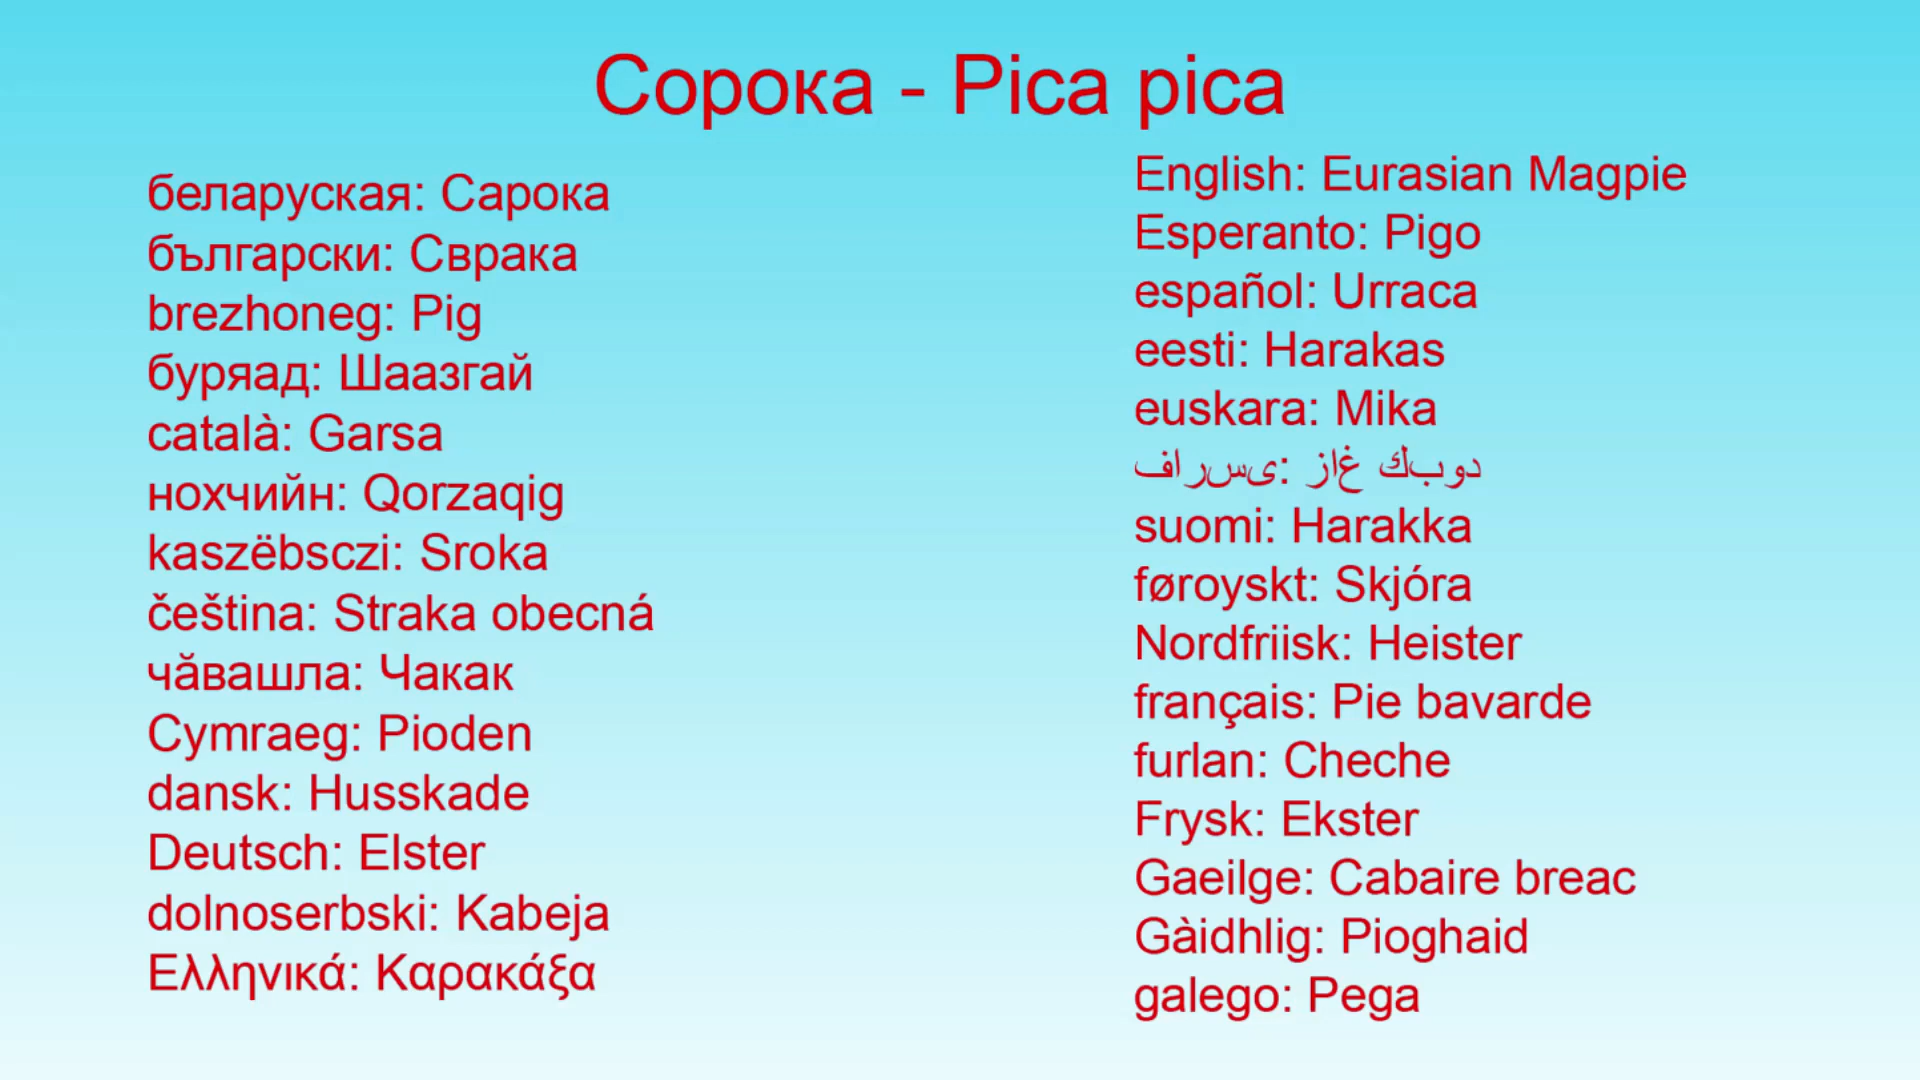 Сорока - Pica pica
беларуская: Сарока
български: Сврака
brezhoneg: Pig
буряад: Шаазгай
català: Garsa
нохчийн: Qorzaqig
kaszëbsczi: Sroka
čeština: Straka obecná
чӑвашла: Чакак
Cymraeg: Pioden
dansk: Husskade
Deutsch: Elster
dolnoserbski: Kabeja
Ελληνικά: Καρακάξα
English: Eurasian Magpie
Esperanto: Pigo
español: Urraca
eesti: Harakas
euskara: Mika
فارسی: زاغ كبود
suomi: Harakka
føroyskt: Skjóra
Nordfriisk: Heister
français: Pie bavarde
furlan: Cheche
Frysk: Ekster
Gaeilge: Cabaire breac
Gàidhlig: Pioghaid
galego: Pega